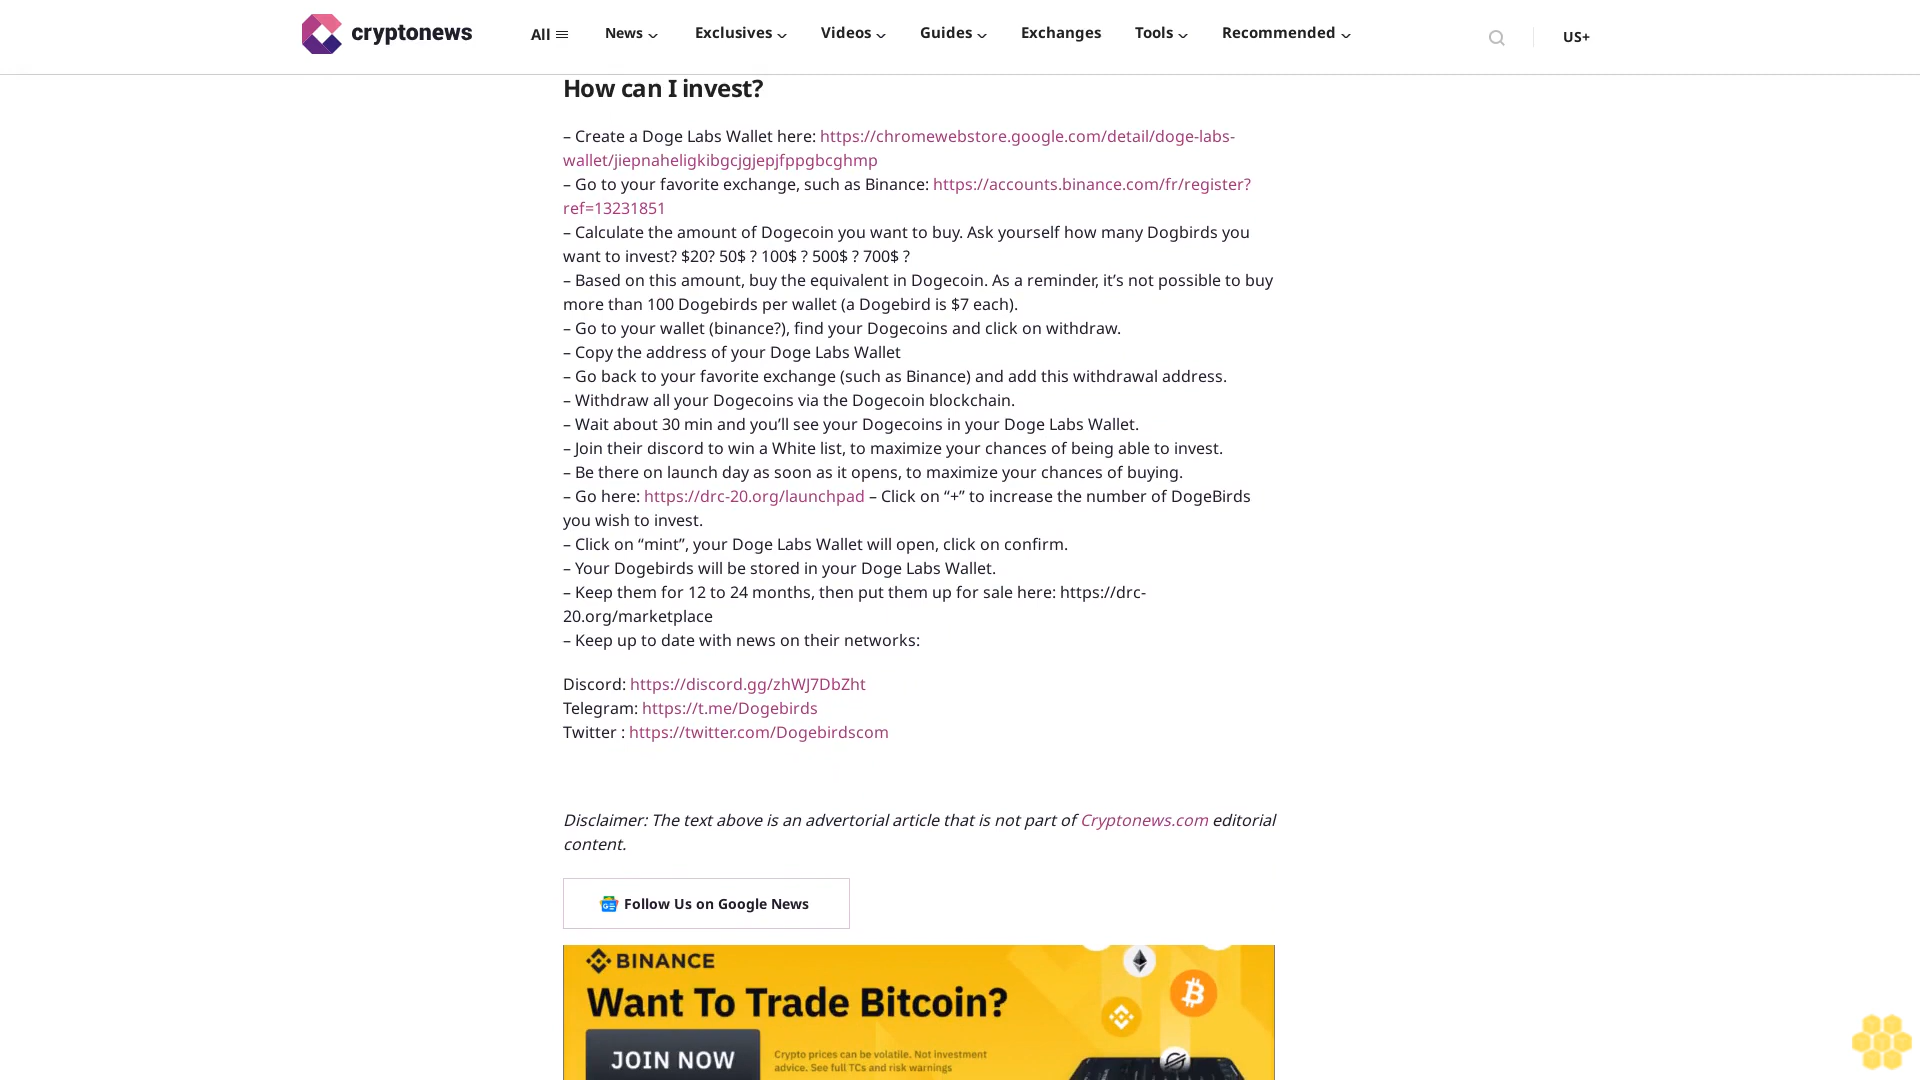 cryptonews
All
News
Exclusives
Videos
Guides
Exchanges
Tools
Recommended
US+
How can I invest?
– Create a Doge Labs Wallet here: https://chromewebstore.google.com/detail/doge-labs-
wallet/jiepnaheligkibgcjgjepjfppgbcghmp
– Go to your favorite exchange, such as Binance: https://accounts.binance.com/fr/register?
ref=13231851
– Calculate the amount of Dogecoin you want to buy. Ask yourself how many Dogbirds you
want to invest? $20? 50$ ? 100$ ? 500$ ? 700$ ?
– Based on this amount, buy the equivalent in Dogecoin. As a reminder, it’s not possible to buy
more than 100 Dogebirds per wallet (a Dogebird is $7 each).
– Go to your wallet (binance?), find your Dogecoins and click on withdraw.
– Copy the address of your Doge Labs Wallet
– Go back to your favorite exchange (such as Binance) and add this withdrawal address.
– Withdraw all your Dogecoins via the Dogecoin blockchain.
– Wait about 30 min and you’ll see your Dogecoins in your Doge Labs Wallet.
– Join their discord to win a White list, to maximize your chances of being able to invest.
– Be there on launch day as soon as it opens, to maximize your chances of buying.
– Go here: https://drc-20.org/launchpad – Click on “+” to increase the number of DogeBirds
you wish to invest.
– Click on “mint”, your Doge Labs Wallet will open, click on confirm.
– Your Dogebirds will be stored in your Doge Labs Wallet.
– Keep them for 12 to 24 months, then put them up for sale here: https://drc-
20.org/marketplace
– Keep up to date with news on their networks:
Discord: https://discord.gg/zhWJ7DbZht
Telegram: https://t.me/Dogebirds
Twitter : https://twitter.com/Dogebirdscom
Disclaimer: The text above is an advertorial article that is not part of Cryptonews.com editorial
content.
Follow Us on Google News
BINANCE
Want To Trade Bitcoin?
JOIN NOW
Crypto prices can be volatile. Not investment
advice. See full TCs and risk warnings